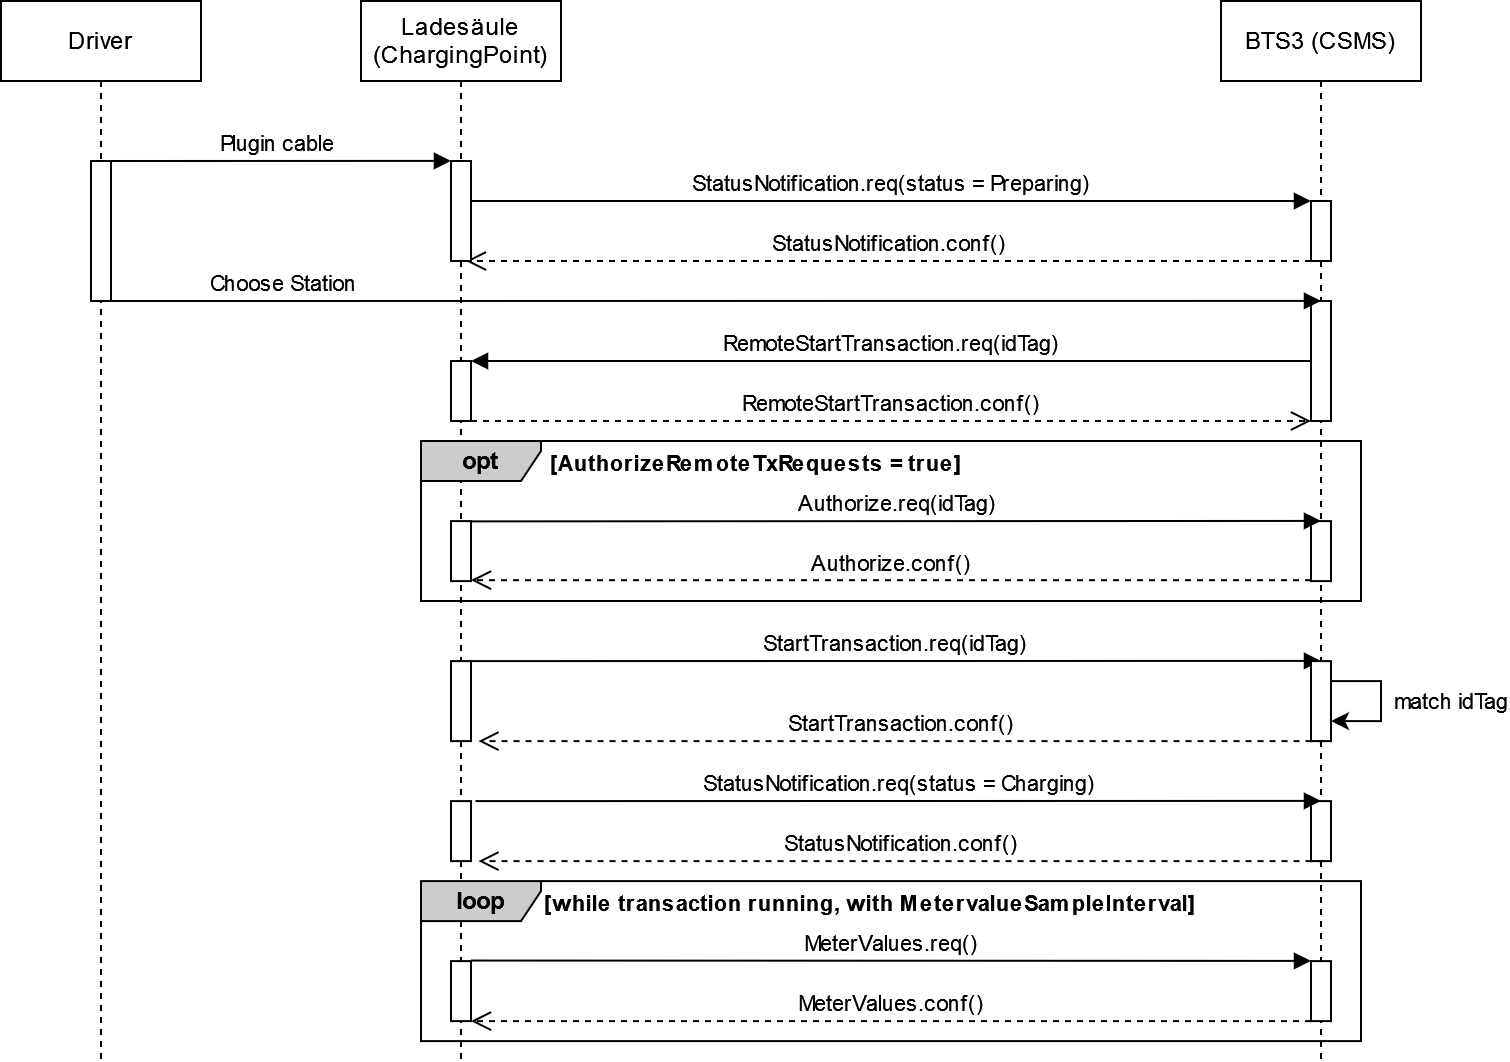 Driver
Ladesäule
(ChargingPoint)
BTS3 (CSMS)
Plugin cable
StatusNotification.req(status = Preparing)
StatusNotification.conf()
Choose Station
RemoteStartTransaction.req(idTag)
RemoteStartTransaction.conf()
opt [AuthorizeRemoteTxRequests = true]
Authorize.req(idTag)
Authorize.conf()
StartTransaction.req(idTag)
match idTag
StartTransaction.conf()
StatusNotification.req(status = Charging)
StatusNotification.conf()
loop [while transaction running, with MetervalueSampleInterval]
MeterValues.req()
MeterValues.conf()